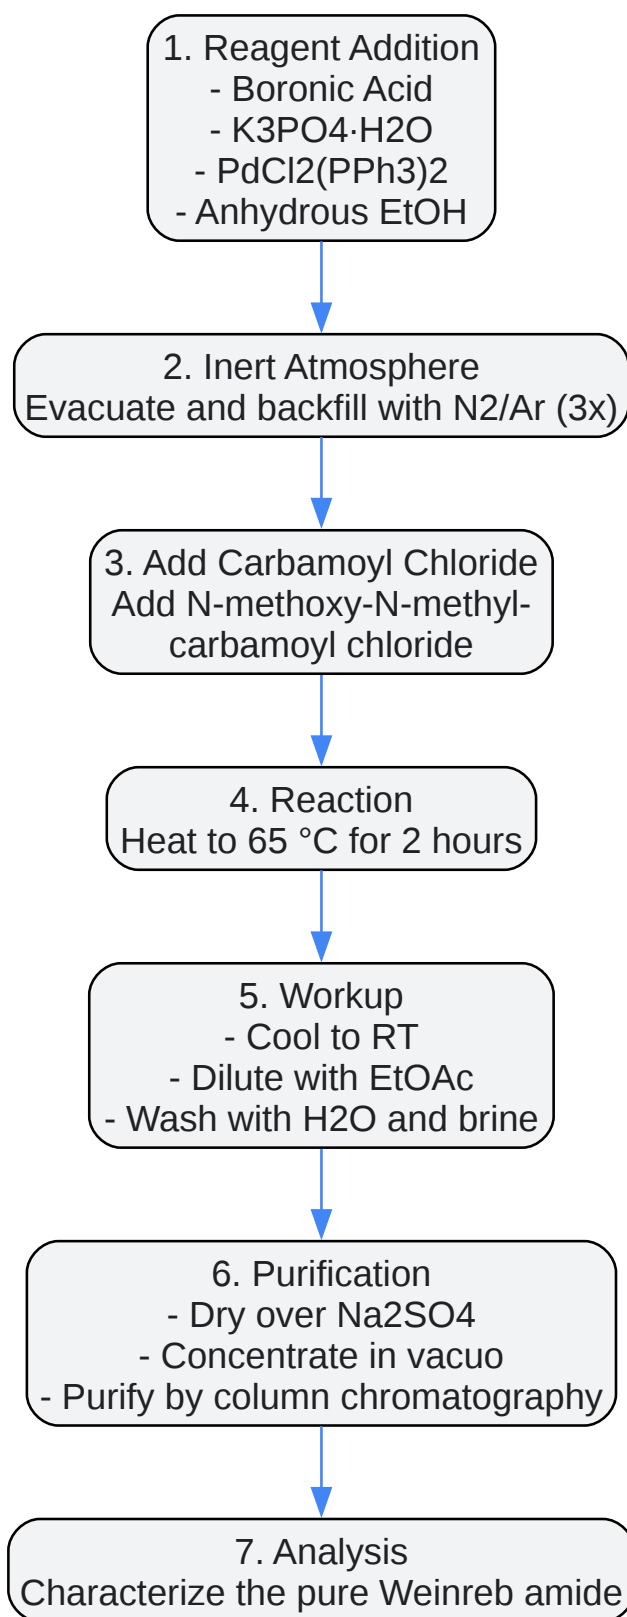 1. Reagent Addition
- Boronic Acid
- K3PO4·H2O
- PdCl2(PPh3)2
- Anhydrous EtOH
2. Inert Atmosphere
Evacuate and backfill with N2/Ar (3x)
3. Add Carbamoyl Chloride
Add N-methoxy-N-methyl-
carbamoyl chloride
4. Reaction
Heat to 65 °C for 2 hours
5. Workup
- Cool to RT
- Dilute with EtOAc
- Wash with H2O and brine
6. Purification
- Dry over Na2SO4
- Concentrate in vacuo
- Purify by column chromatography
7. Analysis
Characterize the pure Weinreb amide